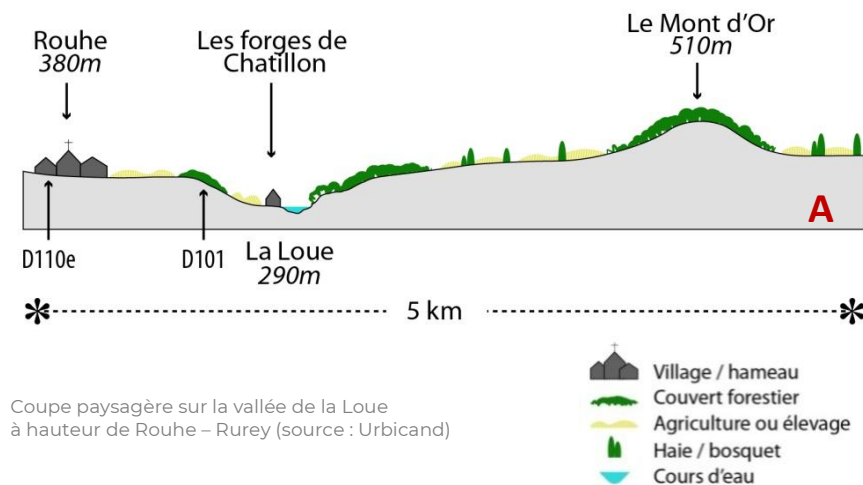 Rouhe
380m
Les forges de
Chatillon
Le Mont d'Or
510m
A
D110e
D101
La Loue
290m
5 km
Coupe paysagère sur la vallée de la Loue
à hauteur de Rouhe – Rurey (source : Urbicand)
Village / hameau
Couvert forestier
Agriculture ou élevage
Haie / bosquet
Cours d'eau